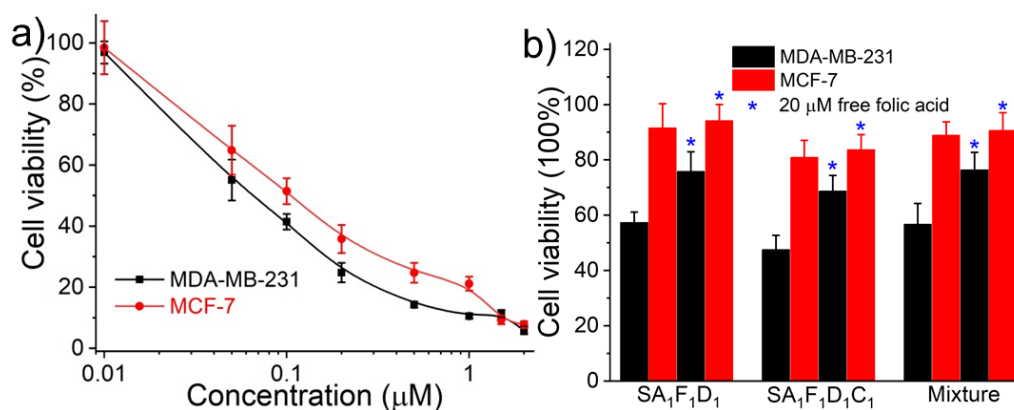 a)
Cell viability (%)
100
80
60
40
20
0
MDA-MB-231
MCF-7
0.01
0.1
1
Concentration (μM)
b)
Cell viability (100%)
120
100
80
60
40
20
0
MDA-MB-231
MCF-7
* 20 μM free folic acid
* * * * * *
SA₁F₁D₁
SA₁F₁D₁C₁
Mixture